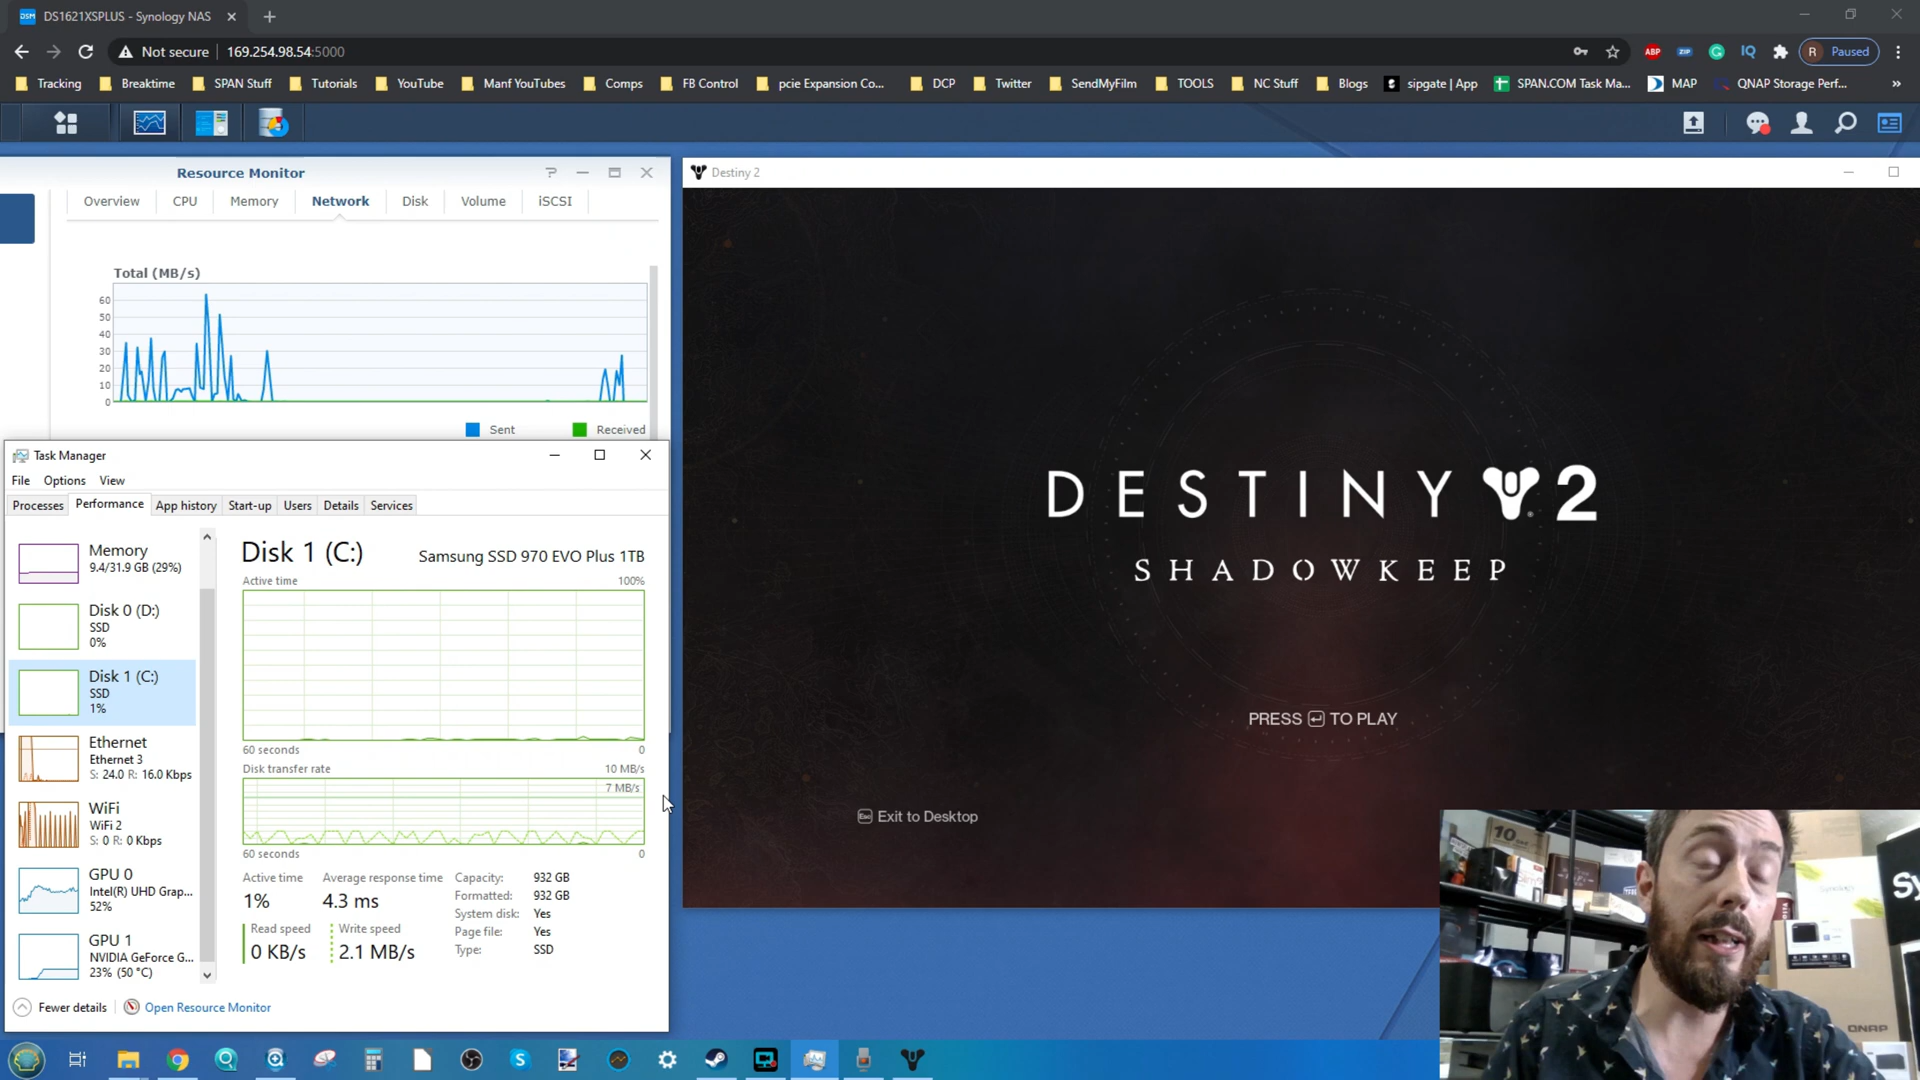 DSM DS1621XSPLUS - Synology NAS
Not secure 169.254.98.54:5000
ABP ZIP IQ R Paused
Tracking Breaktime SPAN Stuff Tutorials YouTube Manf YouTubes Comps FB Control pcie Expansion Co... DCP Twitter SendMyFilm TOOLS NC Stuff Blogs sipgate | App SPAN.COM Task Ma... MAP QNAP Storage Perf... »
Resource Monitor
?
Overview CPU Memory Network Disk Volume iSCSI
Total (MB/s)
60
50
40
30
20
10
0
Sent Received
Task Manager
File Options View
Processes Performance App history Start-up Users Details Services
Memory
9.4/31.9 GB (29%)
Disk 0 (D:)
SSD
0%
Disk 1 (C:)
SSD
1%
Ethernet
Ethernet 3
S: 24.0 R: 16.0 Kbps
WiFi
WiFi 2
S: 0 R: 0 Kbps
GPU 0
Intel(R) UHD Grap...
52%
GPU 1
NVIDIA GeForce G...
23% (50 °C)
Disk 1 (C:) Samsung SSD 970 EVO Plus 1TB
Active time 100%
60 seconds 0
Disk transfer rate 10 MB/s
7 MB/s
60 seconds 0
Active time Average response time
1% 4.3 ms
Read speed Write speed
0 KB/s 2.1 MB/s
Capacity: 932 GB
Formatted: 932 GB
System disk: Yes
Page file: Yes
Type: SSD
Fewer details Open Resource Monitor
Destiny 2
DESTINY 2
SHADOWKEEP
PRESS ↵ TO PLAY
Esc Exit to Desktop
10
Sy
QNAP